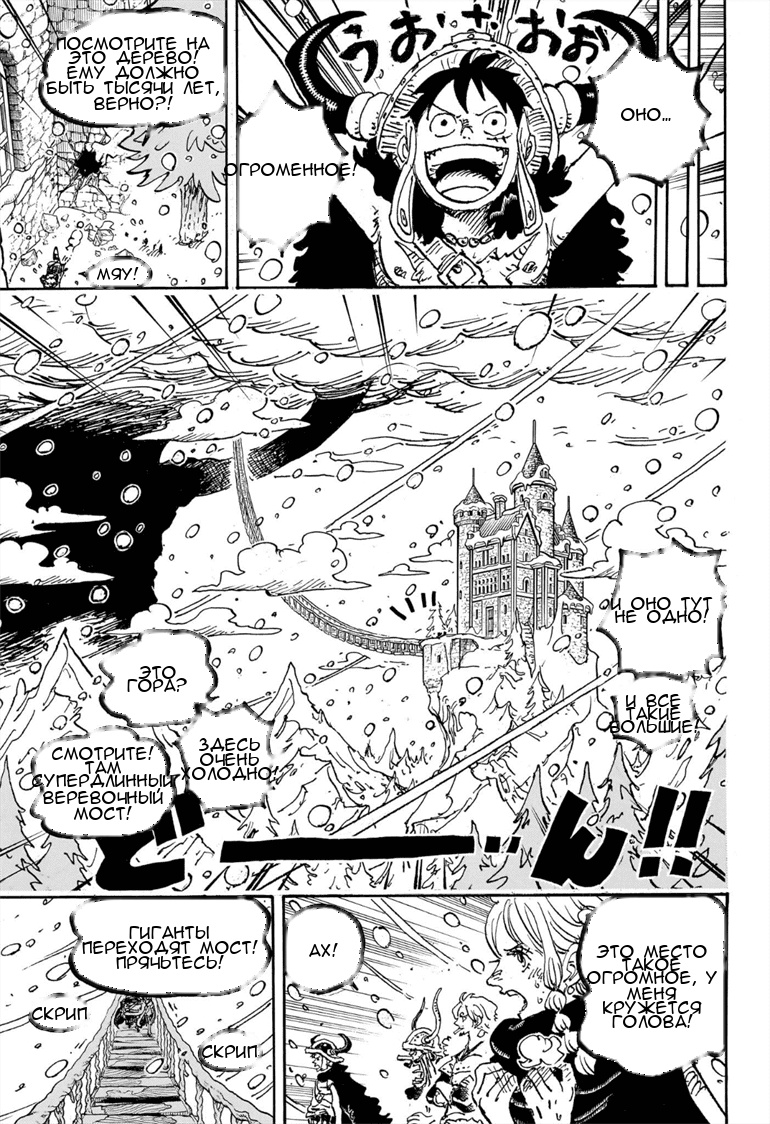 ПОСМОТРИТЕ НА
ЭТО ДЕРЕВО!
ЕМУ ДОЛЖНО
БЫТЬ ТЫСЯЧИ ЛЕТ,
ВЕРНО?!
МЯУ!
うおおおお
ОНО...
ОГРОМЕННОЕ!
И ОНО ТУТ
НЕ ОДНО!
И ВСЕ
ТАКИЕ
БОЛЬШИЕ!
ЭТО
ГОРА?
ЗДЕСЬ
ОЧЕНЬ
ХОЛОДНО!
СМОТРИТЕ!
ТАМ
СУПЕРДЛИННЫЙ
ВЕРЕВОЧНЫЙ
МОСТ!
どーーん!!
ГИГАНТЫ
ПЕРЕХОДЯТ МОСТ!
ПРЯЧЬТЕСЬ!
СКРИП
СКРИП
АХ!
ЭТО МЕСТО
ТАКОЕ
ОГРОМНОЕ, У
МЕНЯ
КРУЖЕТСЯ
ГОЛОВА!